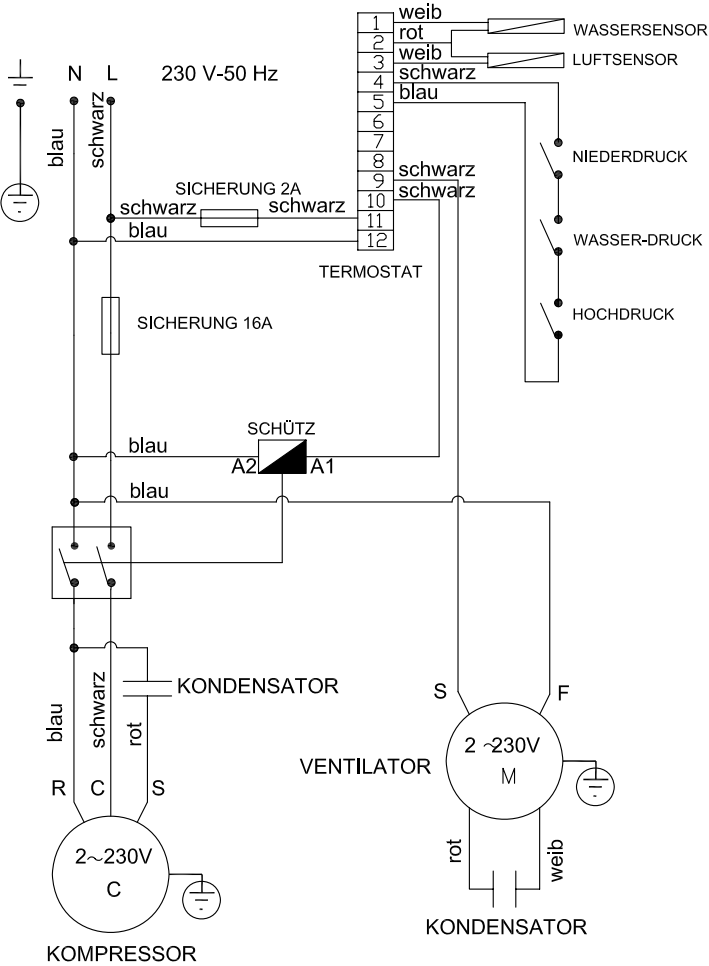 1 weib WASSERSENSOR
2 rot
3 weib LUFTSENSOR
4 schwarz
5 blau
6
7
8
9 schwarz
10 schwarz
11
12
TERMOSTAT
N L 230 V-50 Hz
blau
schwarz
SICHERUNG 2A
schwarz schwarz
blau
NIEDERDRUCK
WASSER-DRUCK
HOCHDRUCK
SICHERUNG 16A
SCHÜTZ
blau
A2 A1
blau
KONDENSATOR
blau
schwarz
rot
R C S
2~230V
C
KOMPRESSOR
S F
VENTILATOR
2 ~230V
M
rot
weib
KONDENSATOR